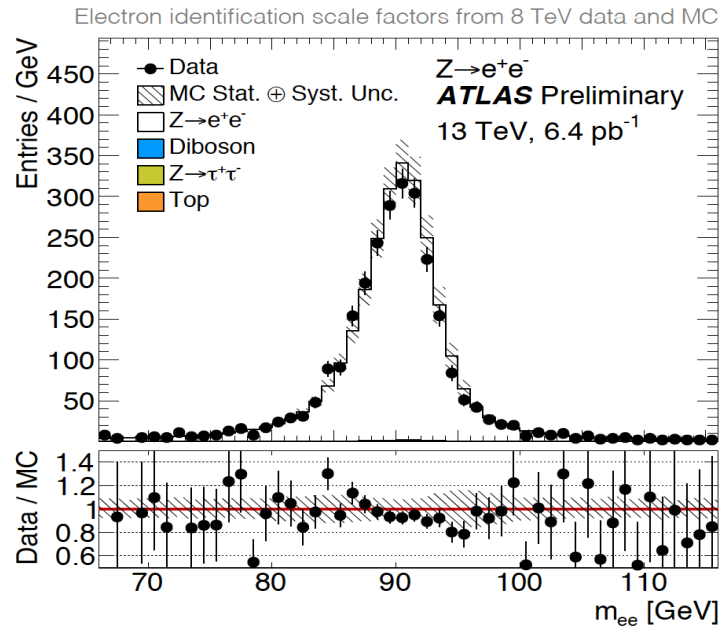 Electron identification scale factors from 8 TeV data and MC
Entries / GeV
450
400
350
300
250
200
150
100
50
Data
MC Stat. ⊕ Syst. Unc.
Z→e⁺e⁻
Diboson
Z→τ⁺τ⁻
Top
Z→e⁺e⁻
ATLAS Preliminary
13 TeV, 6.4 pb⁻¹
Data / MC
1.4
1.2
1
0.8
0.6
70 80 90 100 110
m_ee [GeV]